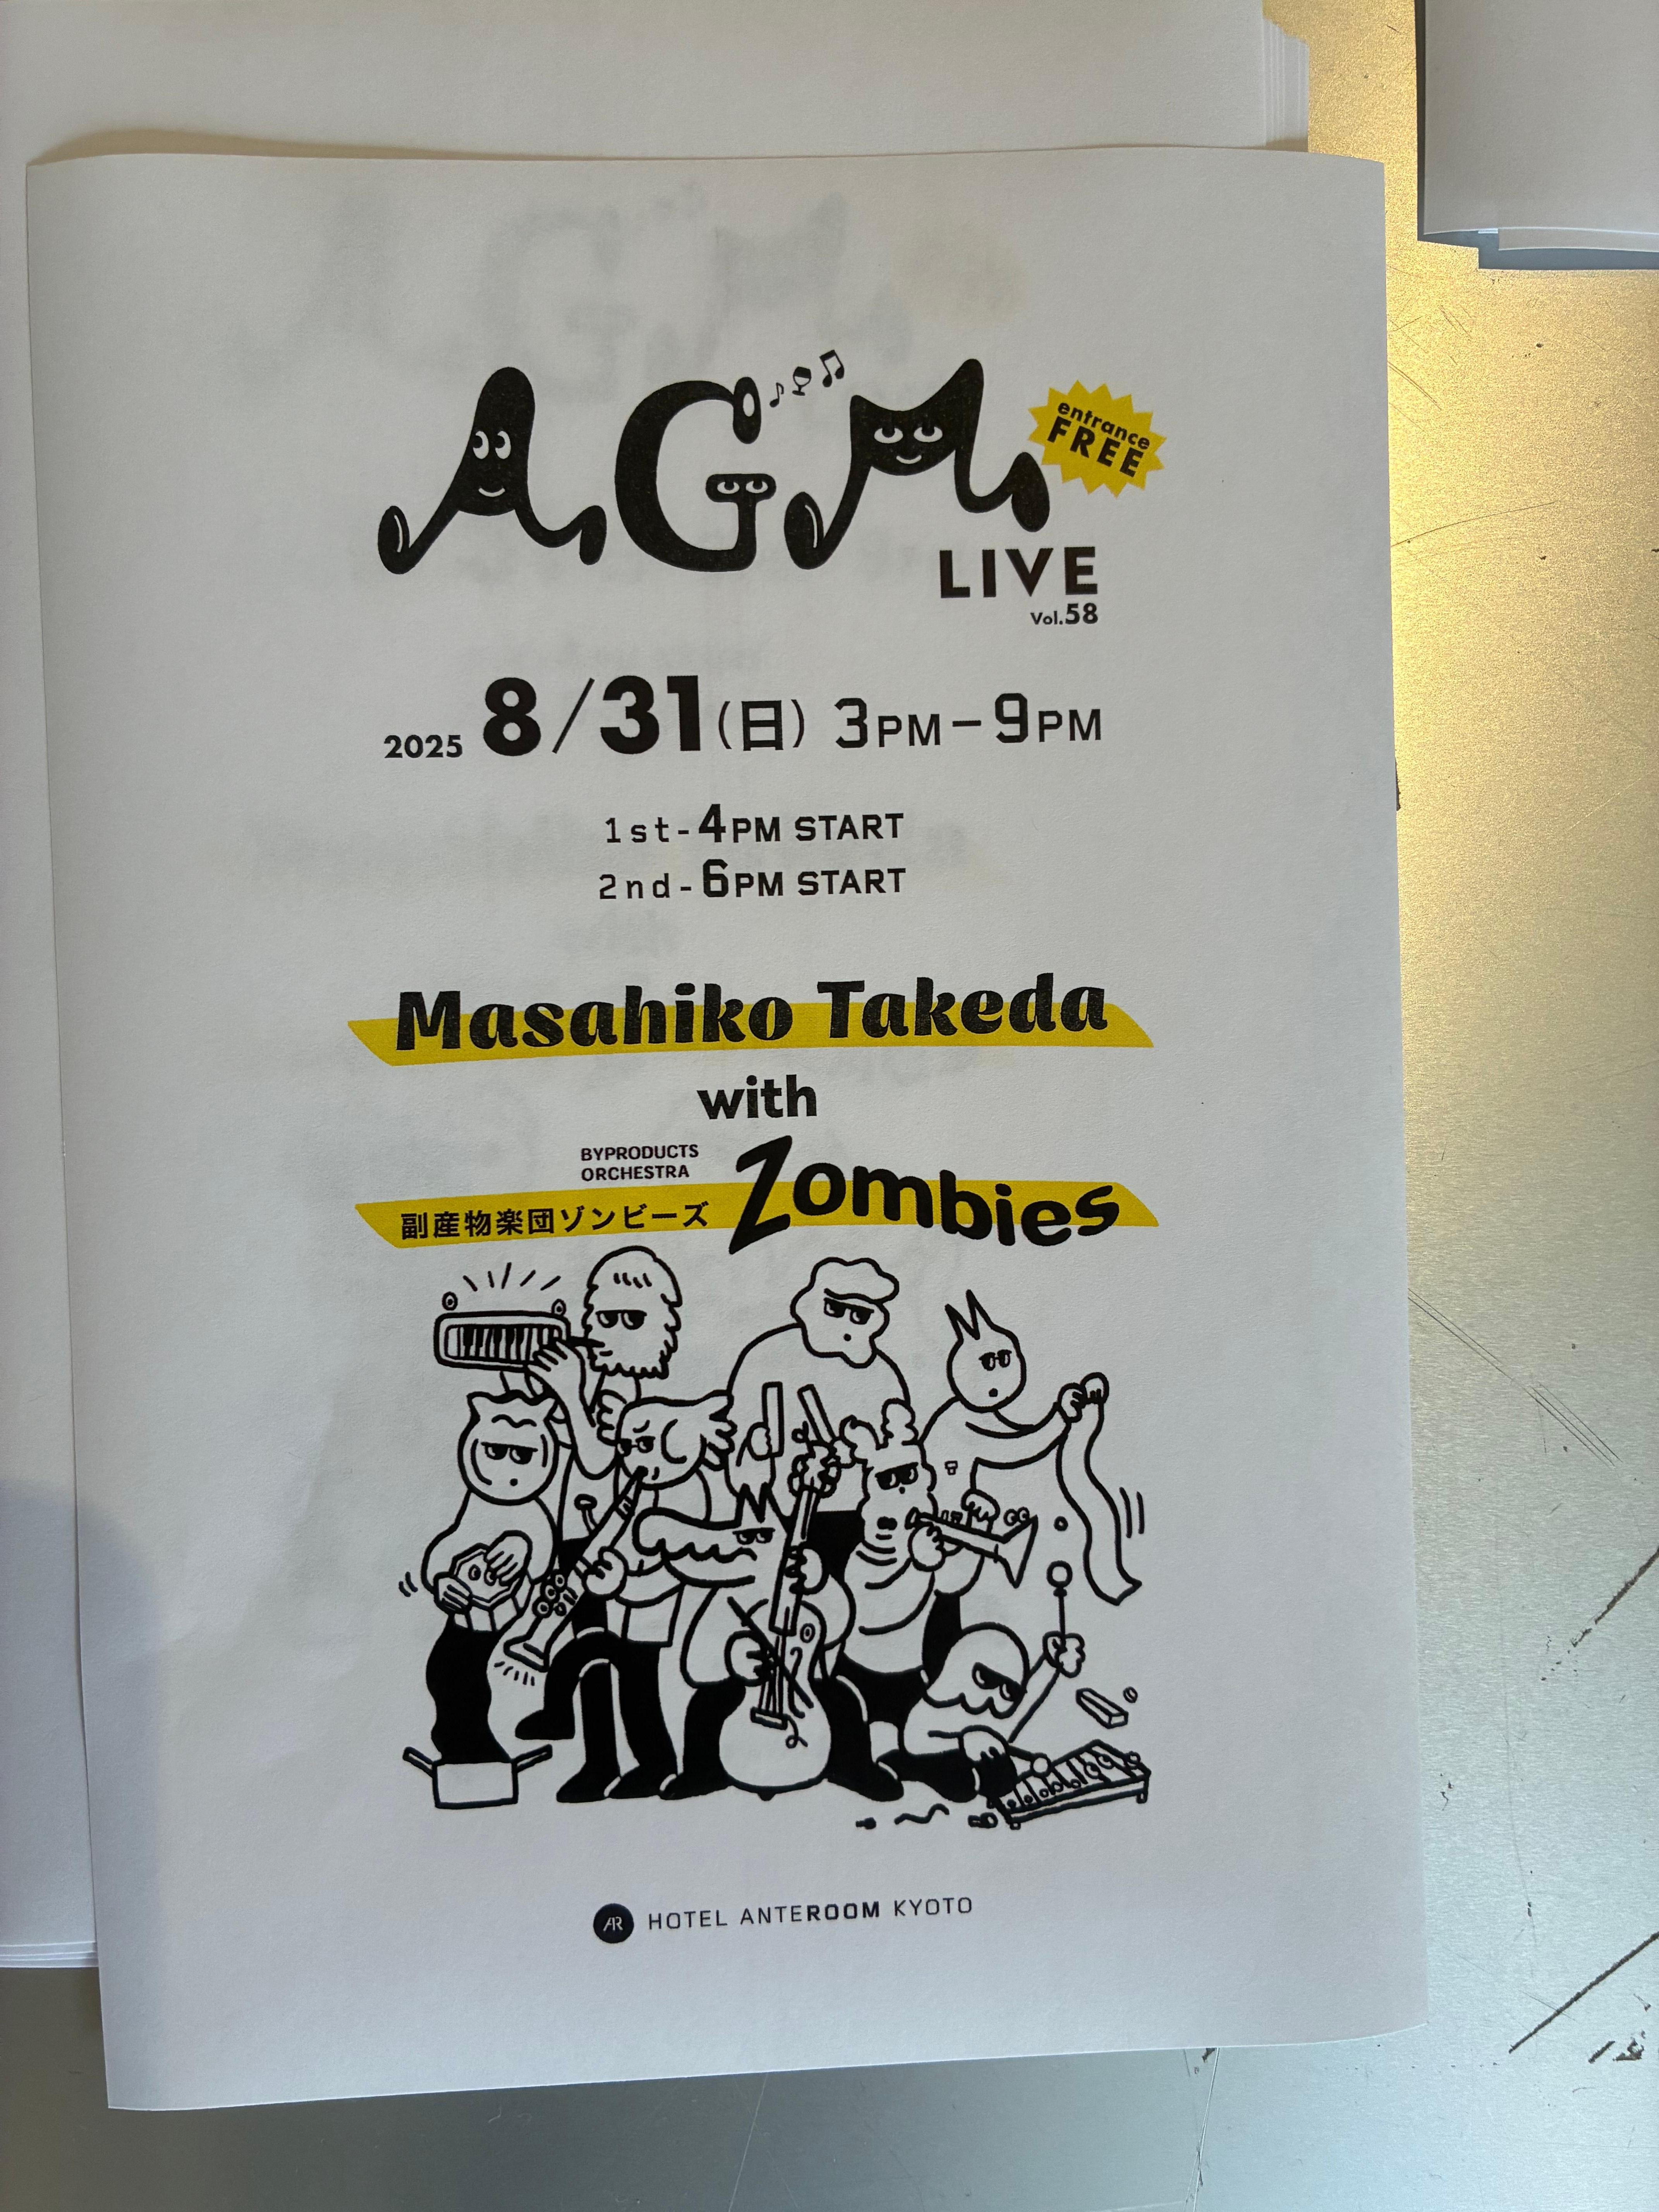 AGM
entrance
FREE
LIVE
Vol.58
2025 8/31(日) 3PM-9PM
1st-4PM START
2nd-6PM START
Masahiko Takeda
with
BYPRODUCTS
ORCHESTRA
副産物楽団ゾンビーズ Zombies
AR HOTEL ANTEROOM KYOTO